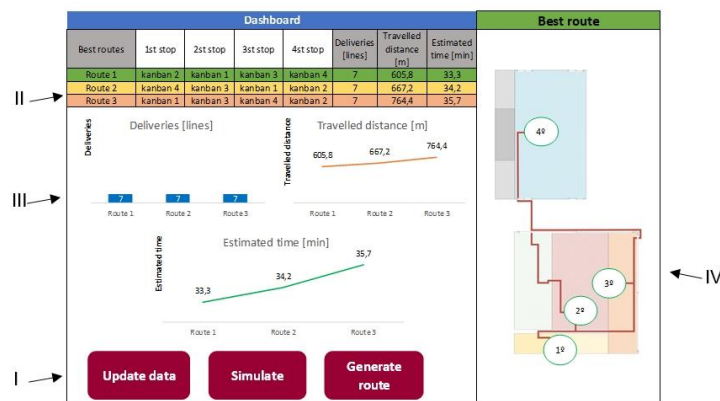 Dashboard
Best route
Best routes 1st stop 2nd stop 3rd stop 4st stop Deliveries [lines] Travelled distance [m] Estimated time [min]
Route 1 kanban 2 kanban 1 kanban 3 kanban 4 7 605,8 33,3
Route 2 kanban 4 kanban 3 kanban 1 kanban 2 7 667,2 34,2
Route 3 kanban 1 kanban 3 kanban 4 kanban 2 7 764,4 35,7
II
Deliveries [lines]
Deliveries
7 7 7
Route 1 Route 2 Route 3
Travelled distance [m]
Travelled distance
605,8 667,2 764,4
Route 1 Route 2 Route 3
III
Estimated time [min]
Estimated time
33,3 34,2 35,7
Route 1 Route 2 Route 3
4º
3º
2º
1º
IV
I
Update data
Simulate
Generate
route